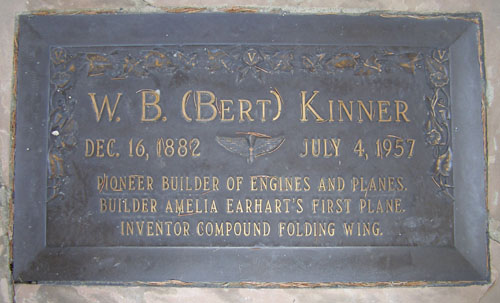 W. B. (BERT) KINNER
DEC. 16, 1882 JULY 4, 1957
PIONEER BUILDER OF ENGINES AND PLANES.
BUILDER AMELIA EARHART'S FIRST PLANE.
INVENTOR COMPOUND FOLDING WING.